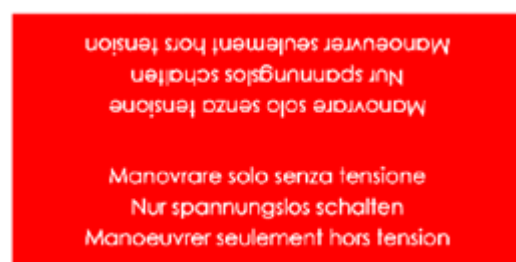 Manoeuvrer seulement hors tension
Nur spannungslos schalten
Manovrare solo senza tensione
Manovrare solo senza tensione
Nur spannungslos schalten
Manoeuvrer seulement hors tension